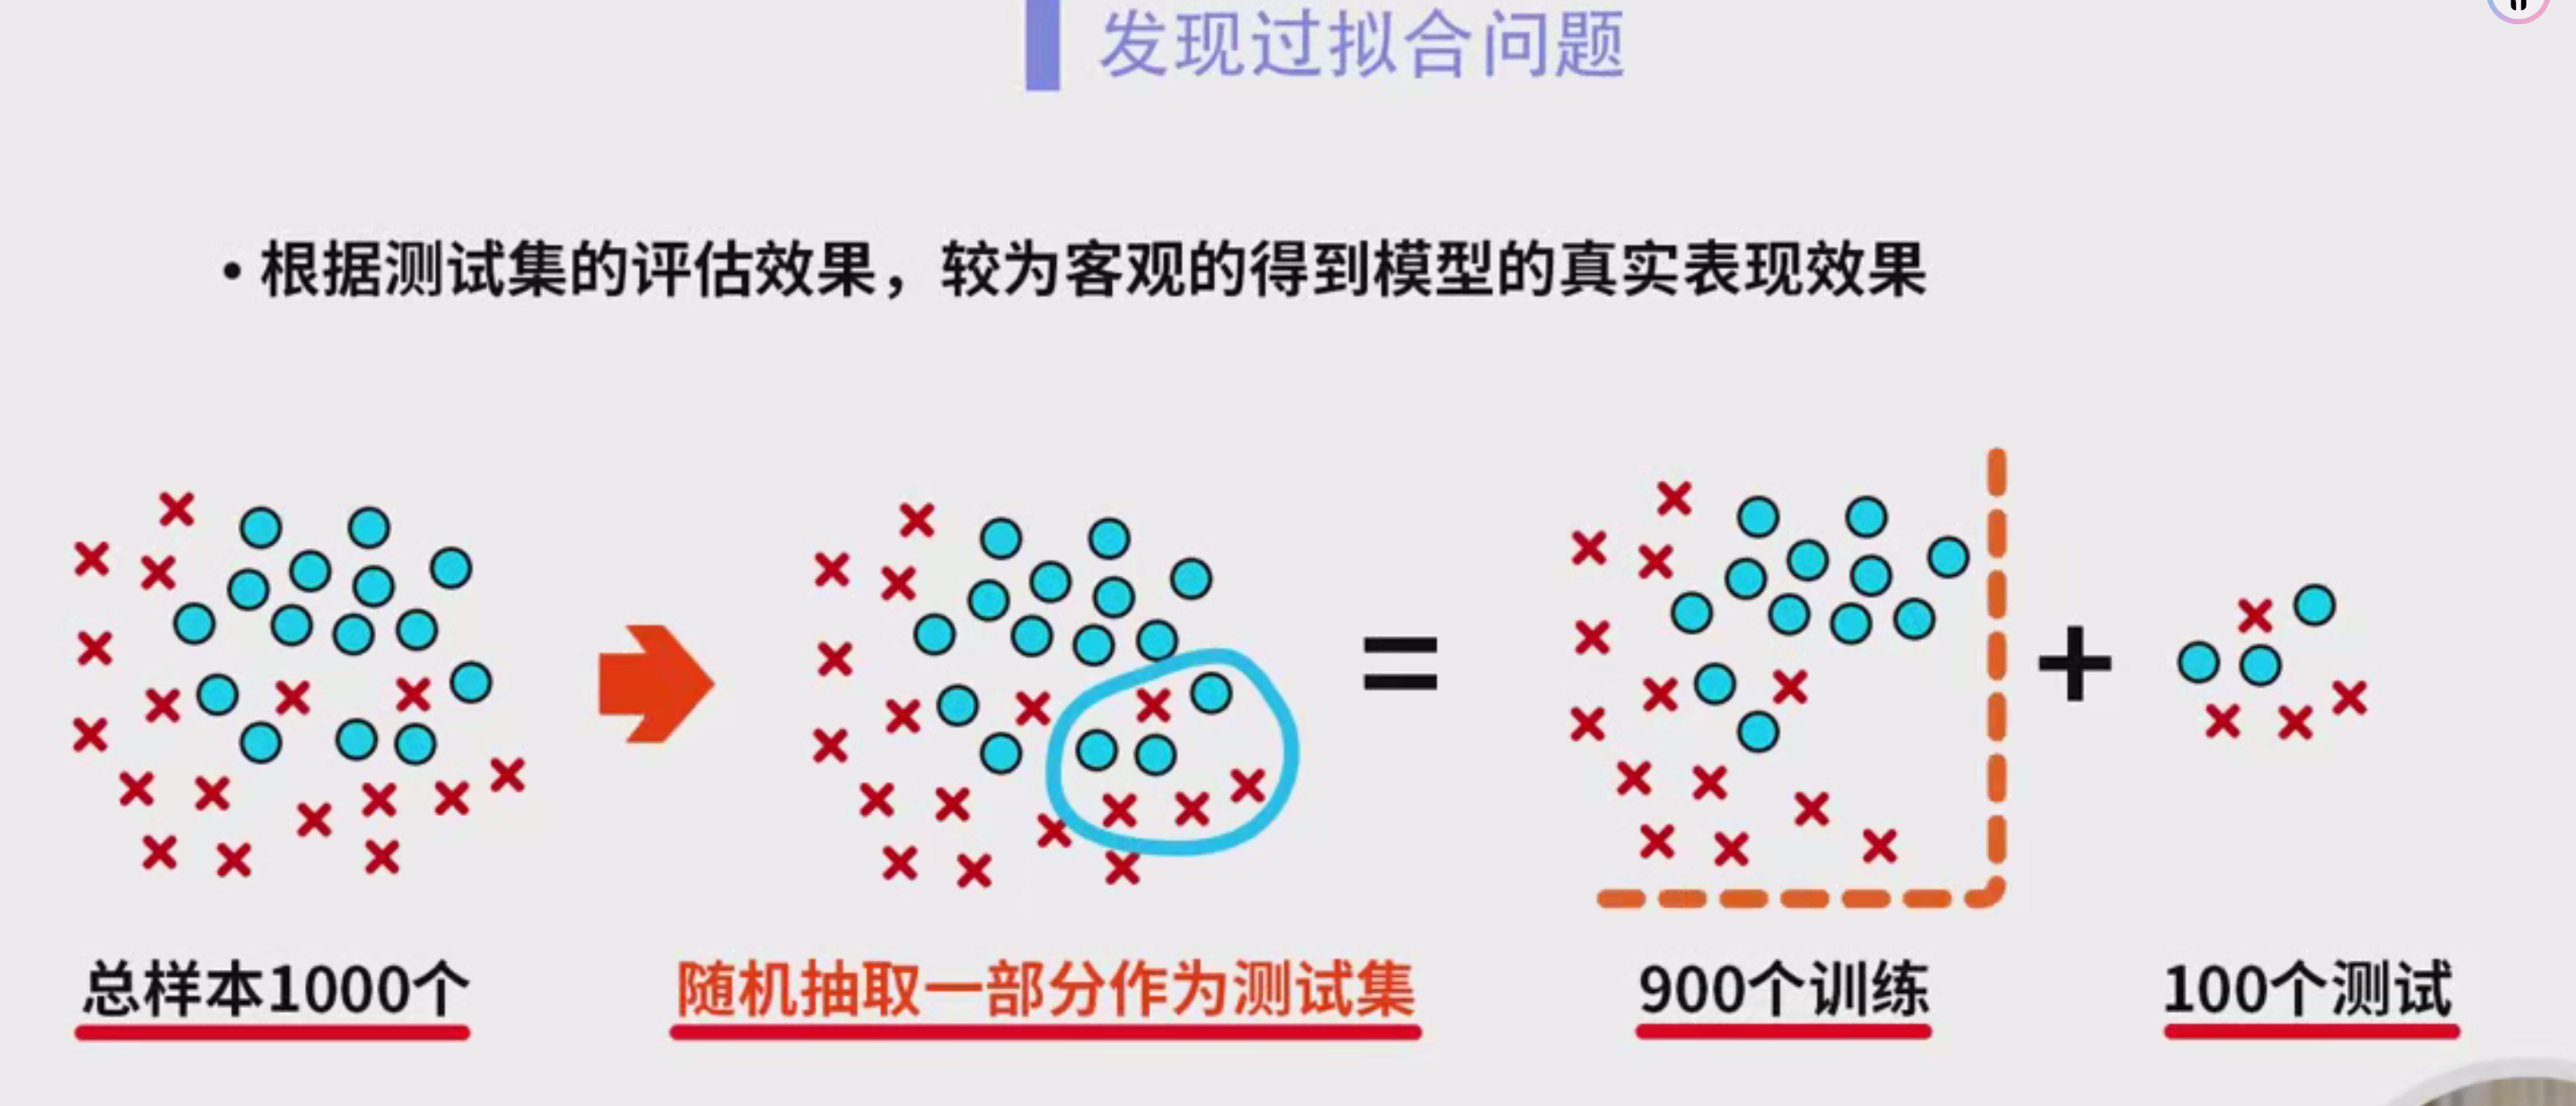 发现过拟合问题
• 根据测试集的评估效果，较为客观的得到模型的真实表现效果
= +
总样本1000个
随机抽取一部分作为测试集
900个训练
100个测试